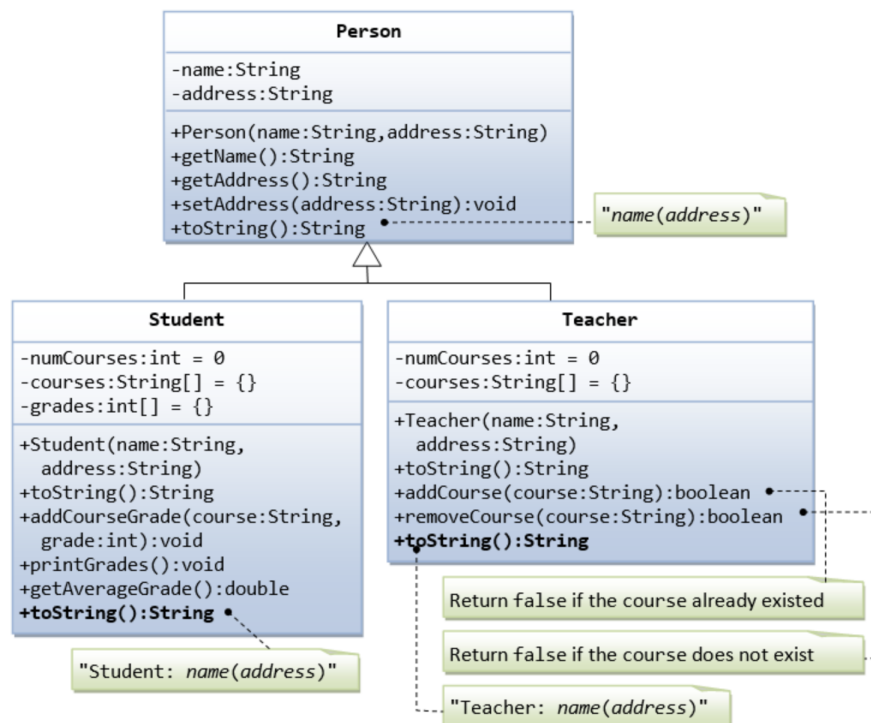 Person
-name:String
-address:String
+Person(name:String,address:String)
+getName():String
+getAddress():String
+setAddress(address:String):void
+toString():String
"name(address)"
Student
-numCourses:int = 0
-courses:String[] = {}
-grades:int[] = {}
+Student(name:String,
address:String)
+toString():String
+addCourseGrade(course:String,
grade:int):void
+printGrades():void
+getAverageGrade():double
+toString():String
"Student: name(address)"
Teacher
-numCourses:int = 0
-courses:String[] = {}
+Teacher(name:String,
address:String)
+toString():String
+addCourse(course:String):boolean
+removeCourse(course:String):boolean
+toString():String
Return false if the course already existed
Return false if the course does not exist
"Teacher: name(address)"